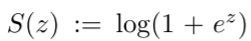 S(z) := log(1 + e^z)